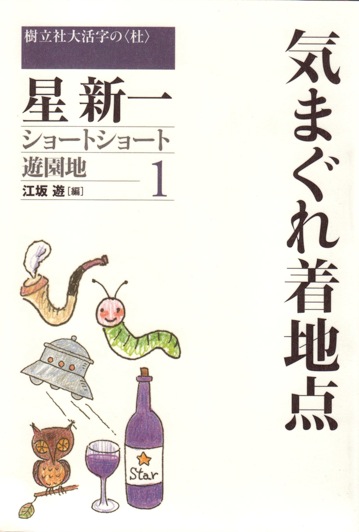 樹立社大活字の〈杜〉
星 新一
ショートショート
遊園地 1
江坂 遊[編]
気まぐれ着地点
Star